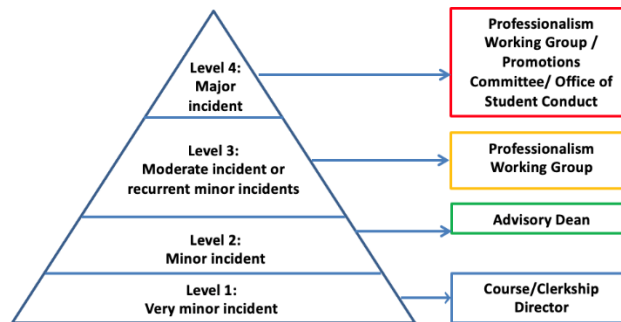 Level 4:
Major
incident
Professionalism
Working Group /
Promotions
Committee/ Office of
Student Conduct
Level 3:
Moderate incident or
recurrent minor incidents
Professionalism
Working Group
Level 2:
Minor incident
Advisory Dean
Level 1:
Very minor incident
Course/Clerkship
Director